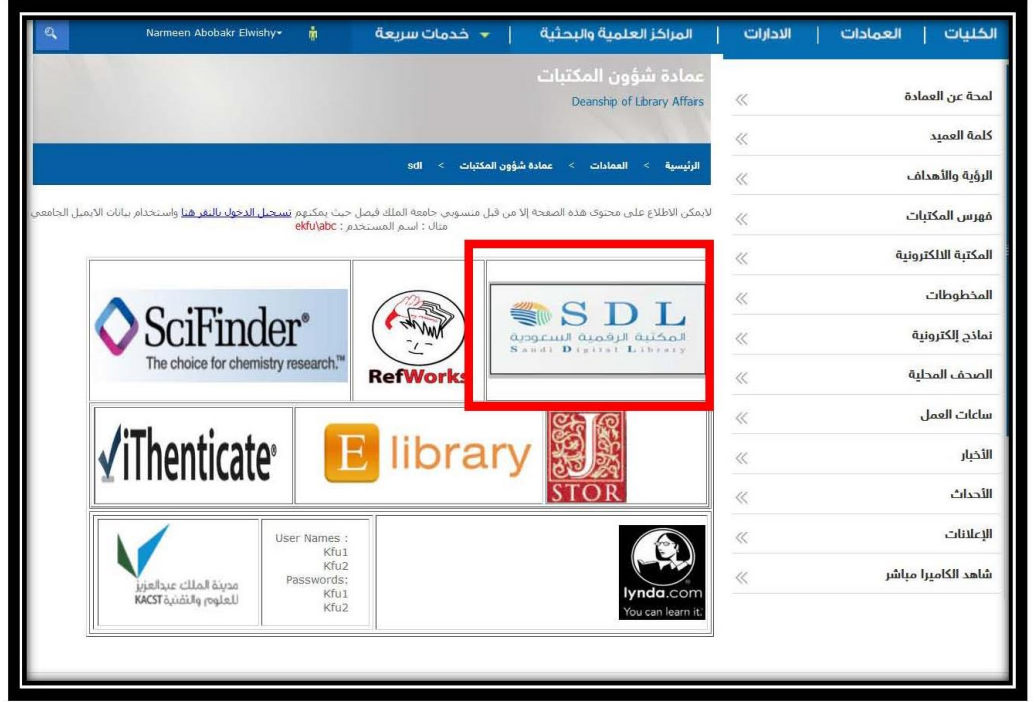 الكليات | العمادات | الادارات | المراكز العلمية والبحثية | خدمات سريعة
Narmeen Abobakr Elwishy
عمادة شؤون المكتبات
Deanship of Library Affairs
الرئيسية > العمادات > عمادة شؤون المكتبات > sdl
لمحة عن العمادة
كلمة العميد
الرؤية والأهداف
فهرس المكتبات
المكتبة الالكترونية
المخطوطات
نماذج إلكترونية
الصحف المحلية
ساعات العمل
الأخبار
الأحداث
الإعلانات
شاهد الكاميرا مباشر
لايمكن الاطلاع على محتوى هذه الصفحة إلا من قبل منسوبي جامعة الملك فيصل حيث يمكنهم تسجيل الدخول بالنقر هنا واستخدام بيانات الايميل الجامعي
مثال : اسم المستخدم : ekfu\abc
SDL
المكتبة الرقمية السعودية
Saudi Digital Library
RefWorks
SciFinder®
The choice for chemistry research.™
iThenticate®
E library
JSTOR
lynda.com
You can learn it.
User Names :
Kfu1
Kfu2
Passwords:
Kfu1
Kfu2
مدينة الملك عبدالعزيز
للعلوم والتقنية KACST